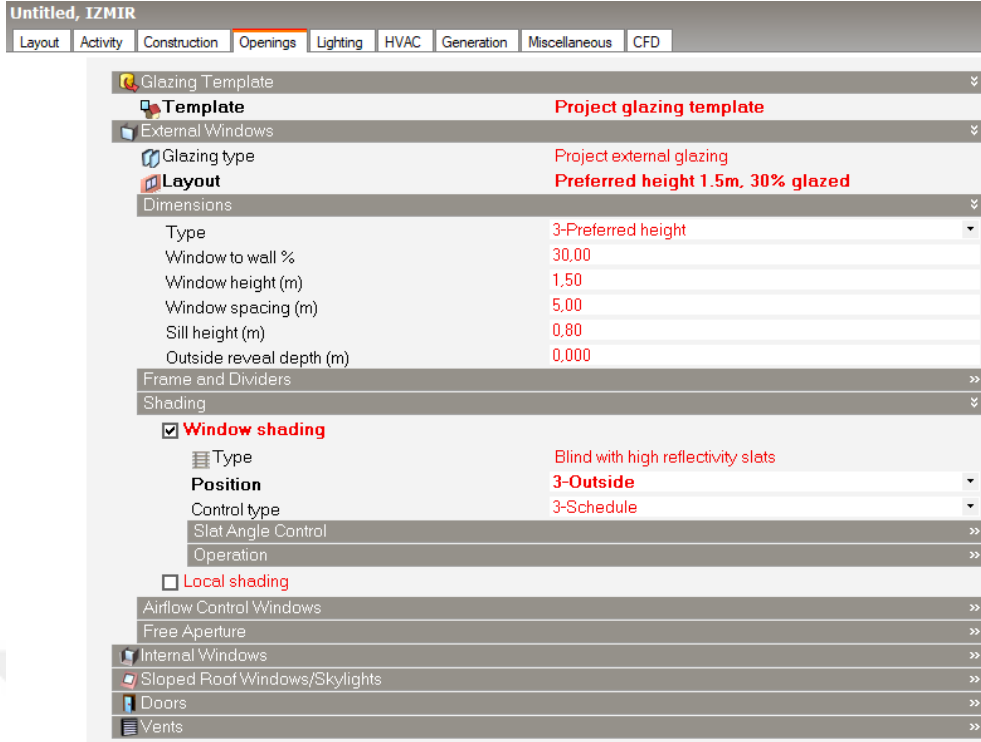 Untitled, IZMIR
Layout Activity Construction Openings Lighting HVAC Generation Miscellaneous CFD
Glazing Template
Template Project glazing template
External Windows
Glazing type Project external glazing
Layout Preferred height 1.5m, 30% glazed
Dimensions
Type 3-Preferred height
Window to wall % 30,00
Window height (m) 1,50
Window spacing (m) 5,00
Sill height (m) 0,80
Outside reveal depth (m) 0,000
Frame and Dividers
Shading
Window shading
Type Blind with high reflectivity slats
Position 3-Outside
Control type 3-Schedule
Slat Angle Control
Operation
Local shading
Airflow Control Windows
Free Aperture
Internal Windows
Sloped Roof Windows/Skylights
Doors
Vents